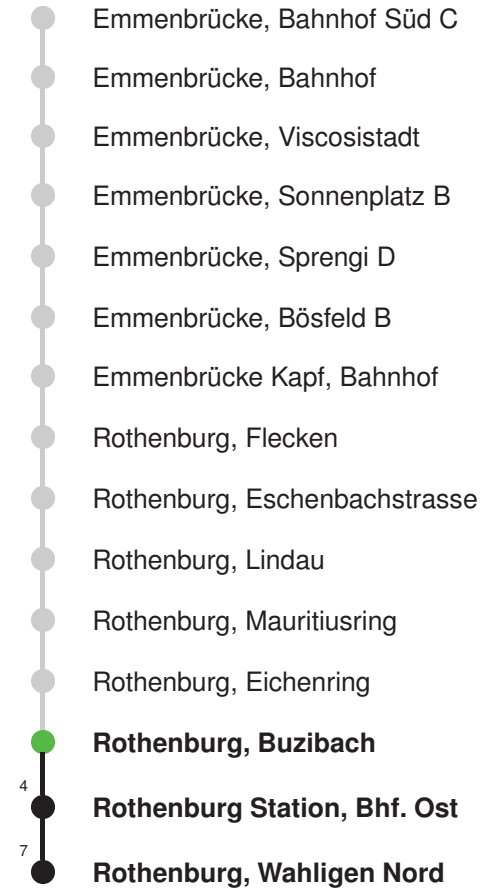 Emmenbrücke, Bahnhof Süd C
Emmenbrücke, Bahnhof
Emmenbrücke, Viscosistadt
Emmenbrücke, Sonnenplatz B
Emmenbrücke, Sprengi D
Emmenbrücke, Bösfeld B
Emmenbrücke Kapf, Bahnhof
Rothenburg, Flecken
Rothenburg, Eschenbachstrasse
Rothenburg, Lindau
Rothenburg, Mauritiusring
Rothenburg, Eichenring
Rothenburg, Buzibach
4
Rothenburg Station, Bhf. Ost
7
Rothenburg, Wahligen Nord